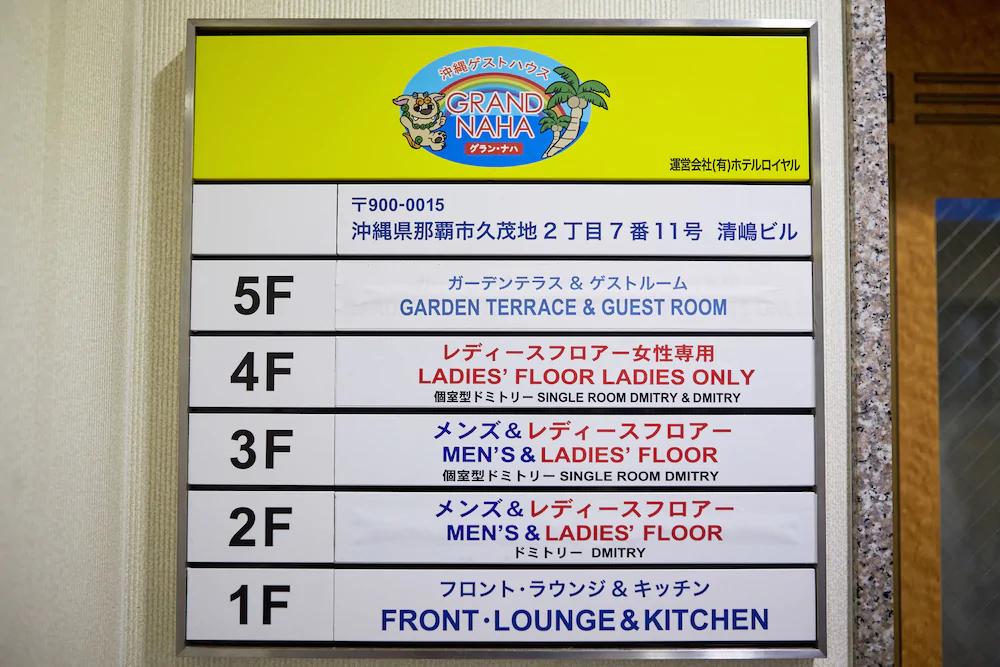 沖縄ゲストハウス
GRAND
NAHA
グラン・ナハ
運営会社(有)ホテルロイヤル
〒900-0015
沖縄県那覇市久茂地2丁目7番11号 清嶋ビル
5F
ガーデンテラス & ゲストルーム
GARDEN TERRACE & GUEST ROOM
4F
レディースフロアー女性専用
LADIES' FLOOR LADIES ONLY
個室型ドミトリー SINGLE ROOM DMITRY & DMITRY
3F
メンズ&レディースフロアー
MEN'S & LADIES' FLOOR
個室型ドミトリー SINGLE ROOM DMITRY
2F
メンズ&レディースフロアー
MEN'S & LADIES' FLOOR
ドミトリー DMITRY
1F
フロント・ラウンジ & キッチン
FRONT・LOUNGE & KITCHEN